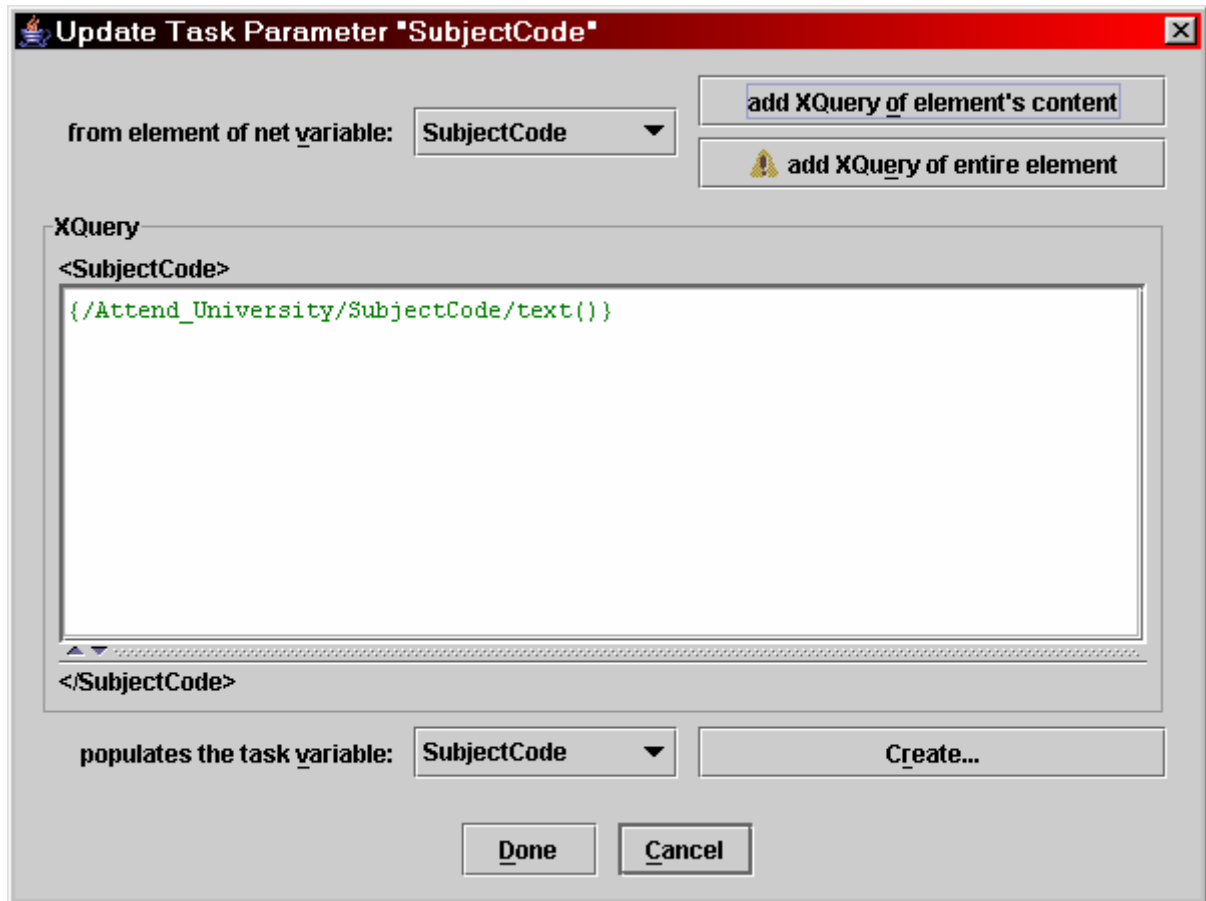 Update Task Parameter "SubjectCode"
add XQuery of element's content
from element of net variable: SubjectCode
add XQuery of entire element
XQuery
<SubjectCode>
{/Attend_University/SubjectCode/text()}
</SubjectCode>
populates the task variable: SubjectCode Create...
Done Cancel